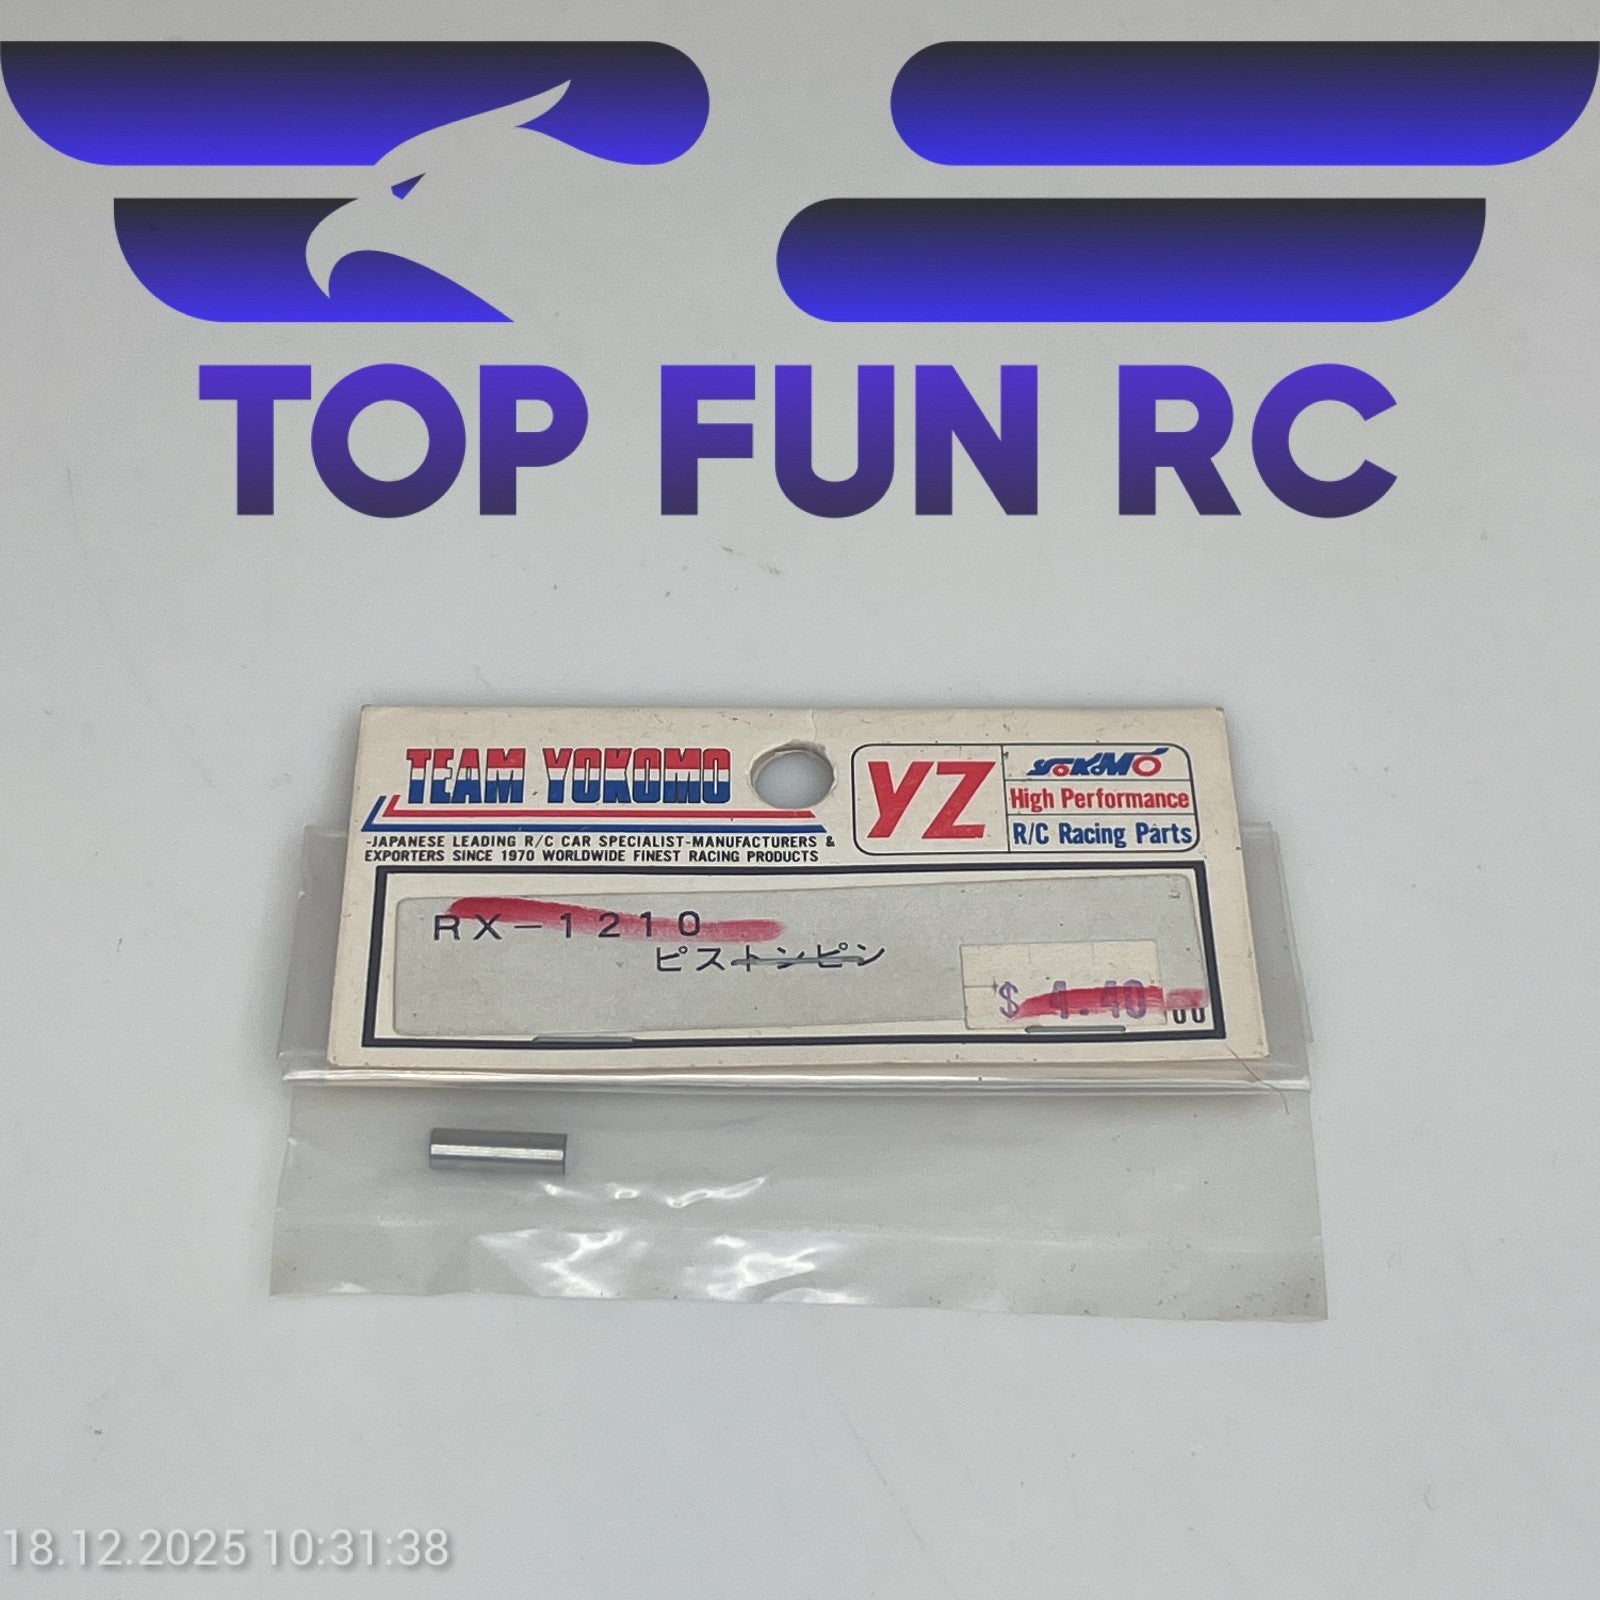 TOP FUN RC
TEAM YOKOMO
-JAPANESE LEADING R/C CAR SPECIALIST-MANUFACTURERS &
EXPORTERS SINCE 1970 WORLDWIDE FINEST RACING PRODUCTS
YZ
YOKOMO
High Performance
R/C Racing Parts
RX-1210
ピストンピン
$ 4.40
00
18.12.2025 10:31:38